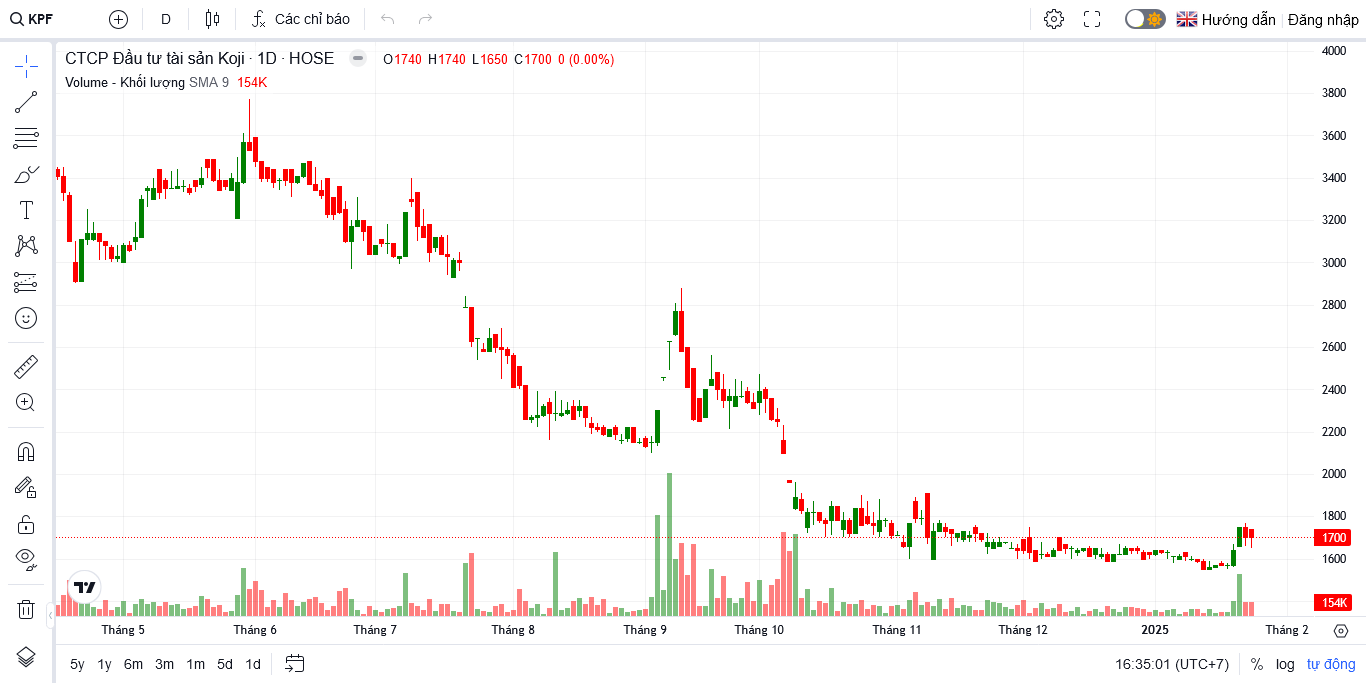 KPF D Các chỉ báo Hướng dẫn Đăng nhập
CTCP Đầu tư tài sản Koji · 1D · HOSE O1740 H1740 L1650 C1700 0 (0.00%)
Volume - Khối lượng SMA 9 154K
4000
3800
3600
3400
3200
3000
2800
2600
2400
2200
2000
1800
1700
1600
154K
Tháng 5 Tháng 6 Tháng 7 Tháng 8 Tháng 9 Tháng 10 Tháng 11 Tháng 12 2025 Tháng 2
5y 1y 6m 3m 1m 5d 1d 16:35:01 (UTC+7) % log tự động